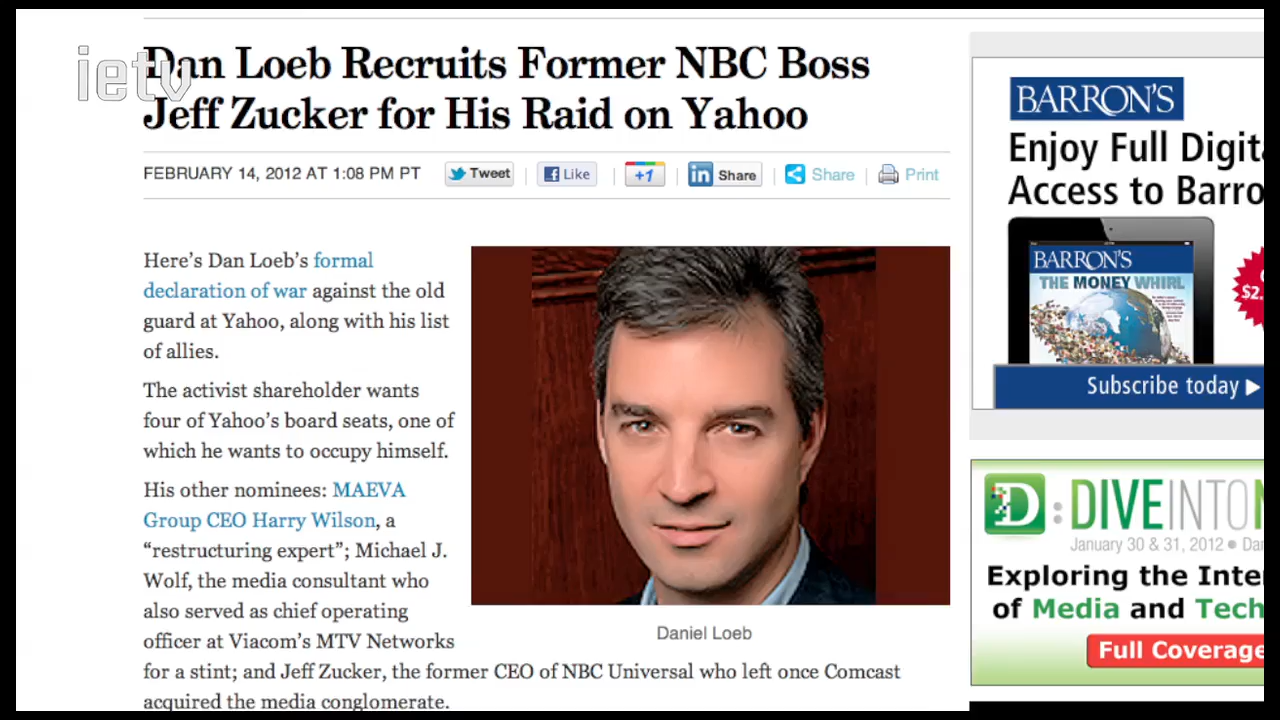 ietv
Dan Loeb Recruits Former NBC Boss
Jeff Zucker for His Raid on Yahoo
FEBRUARY 14, 2012 AT 1:08 PM PT
Tweet
Like
+1
in Share
Share
Print
Here’s Dan Loeb’s formal
declaration of war against the old
guard at Yahoo, along with his list
of allies.
The activist shareholder wants
four of Yahoo’s board seats, one of
which he wants to occupy himself.
His other nominees: MAEVA
Group CEO Harry Wilson, a
“restructuring expert”; Michael J.
Wolf, the media consultant who
also served as chief operating
officer at Viacom’s MTV Networks
for a stint; and Jeff Zucker, the former CEO of NBC Universal who left once Comcast
acquired the media conglomerate.
Daniel Loeb
BARRON'S
Enjoy Full Digit
Access to Barro
BARRON'S
THE MONEY WHIRL
$2.
Subscribe today
D:DIVEINTO
January 30 & 31, 2012 • Da
Exploring the Inte
of Media and Tech
Full Coverage